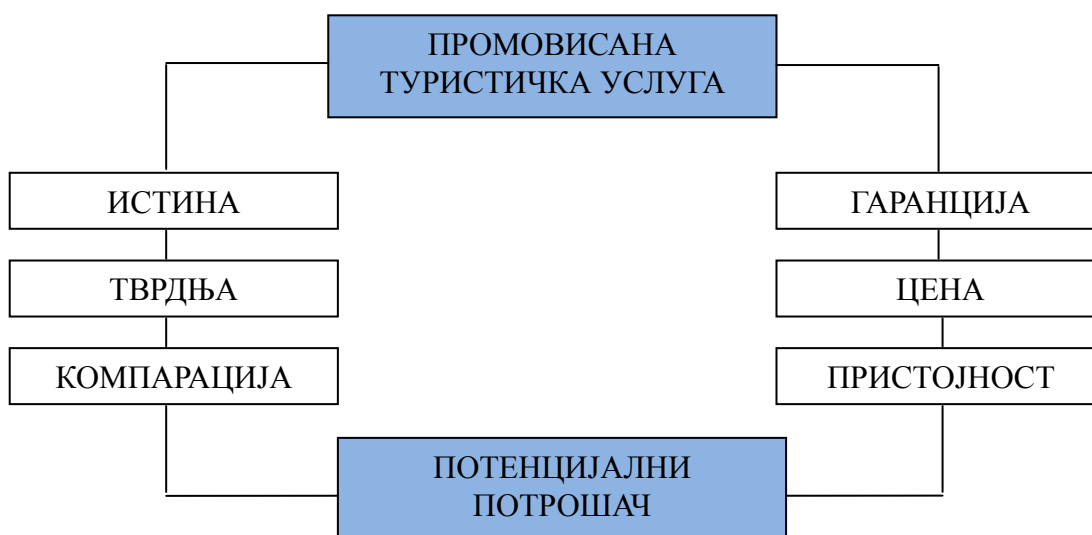 ПРОМОВИСАНА
ТУРИСТИЧКА УСЛУГА
ИСТИНА
ГАРАНЦИЈА
ТВРДЊА
ЦЕНА
КОМПАРАЦИЈА
ПРИСТОЈНОСТ
ПОТЕНЦИЈАЛНИ
ПОТРОШАЧ